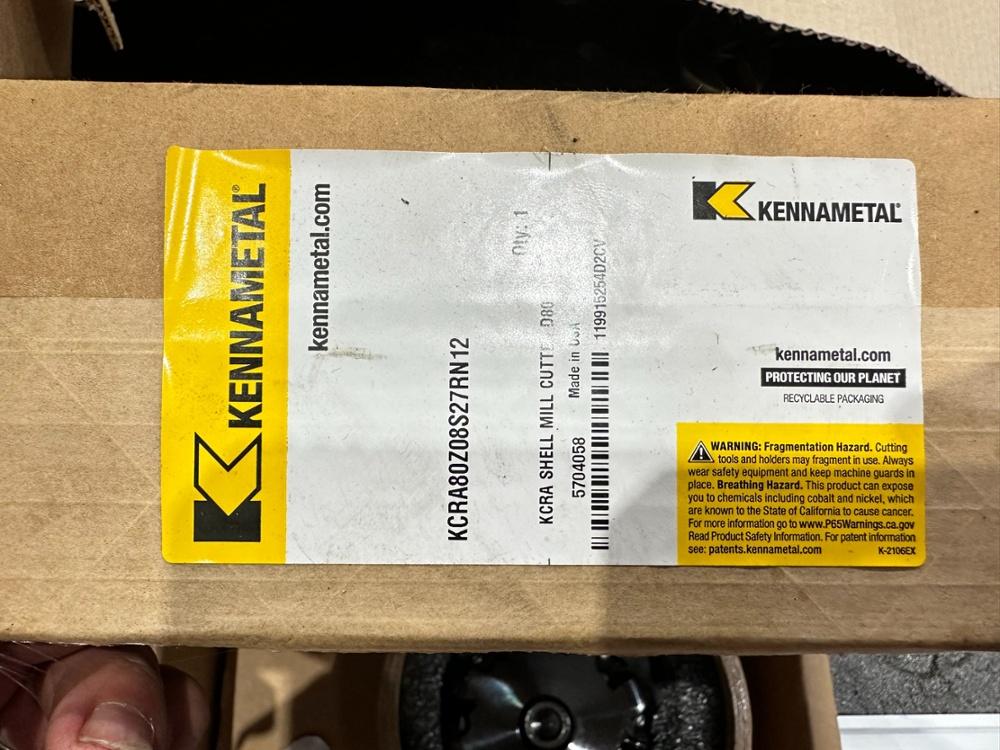 KENNAMETAL®
kennametal.com
KCRA80Z08S27RN12
KCRA SHELL MILL CUTTE D80
Qty: 1
5704058
Made in USA
119915254D2CV
KENNAMETAL®
kennametal.com
PROTECTING OUR PLANET
RECYCLABLE PACKAGING
WARNING: Fragmentation Hazard. Cutting
tools and holders may fragment in use. Always
wear safety equipment and keep machine guards in
place. Breathing Hazard. This product can expose
you to chemicals including cobalt and nickel, which
are known to the State of California to cause cancer.
For more information go to www.P65Warnings.ca.gov
Read Product Safety Information. For patent information
see: patents.kennametal.com
K-2106EX